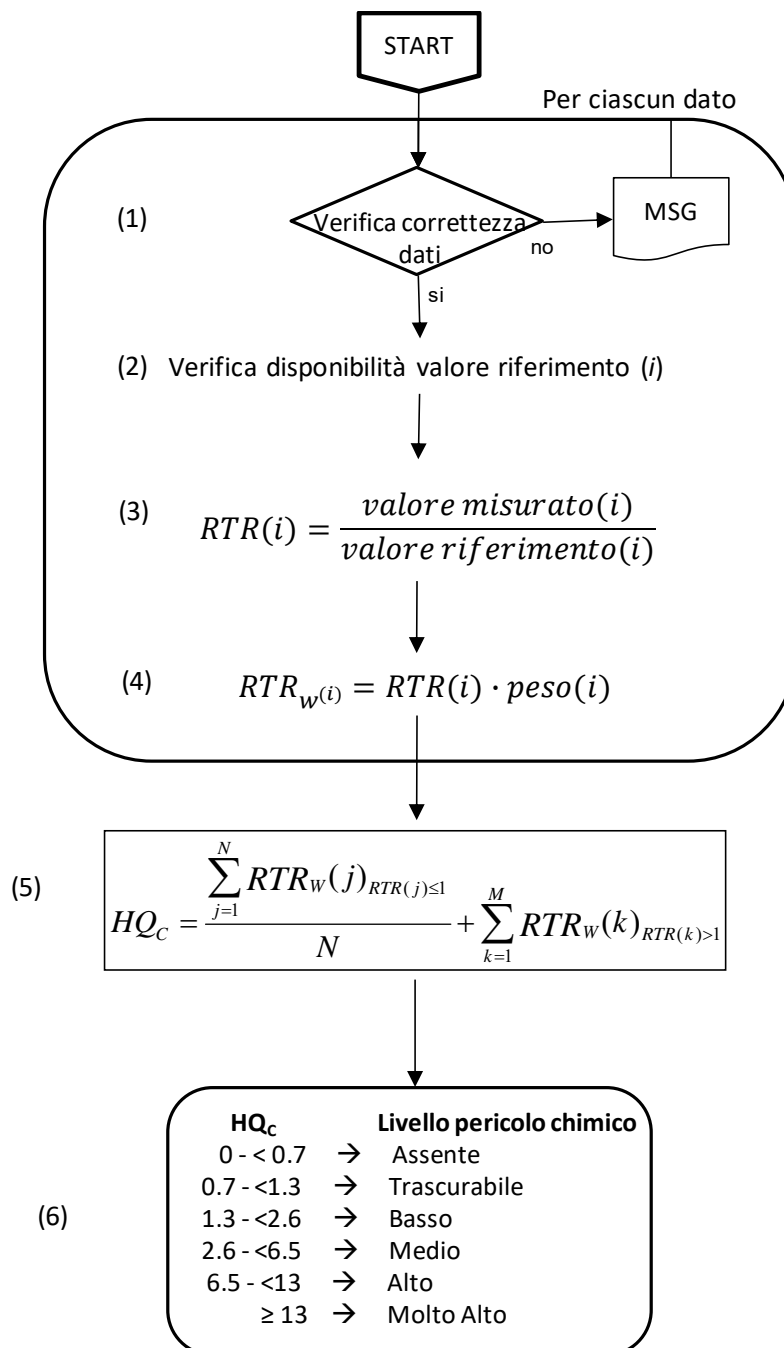 START
Per ciascun dato
(1)
Verifica correttezza
dati
no
MSG
si
(2) Verifica disponibilità valore riferimento (i)
(3)
RTR(i) = valore misurato(i) / valore riferimento(i)
(4)
RTR_w(i) = RTR(i) · peso(i)
(5)
HQ_C = ∑_{j=1}^{N} RTR_W(j)_{RTR(j)≤1} / N + ∑_{k=1}^{M} RTR_W(k)_{RTR(k)>1}
(6)
HQ_C Livello pericolo chimico
0 - < 0.7 → Assente
0.7 - <1.3 → Trascurabile
1.3 - <2.6 → Basso
2.6 - <6.5 → Medio
6.5 - <13 → Alto
≥ 13 → Molto Alto